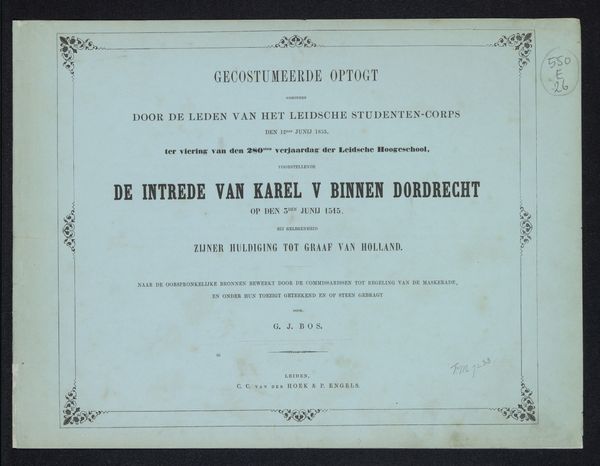 GECOSTUMEERDE OPTOGT
GEHOUDEN
DOOR DE LEDEN VAN HET LEIDSCHE STUDENTEN-CORPS
DEN 12den JUNIJ 1855,
ter viering van den 280sten verjaardag der Leidsche Hoogeschool,
VOORSTELLENDE
DE INTREDE VAN KAREL V BINNEN DORDRECHT
OP DEN 3DEN JUNIJ 1515,
BIJ GELEGENHEID
ZIJNER HULDIGING TOT GRAAF VAN HOLLAND.
NAAR DE OORSPRONKELIJKE BRONNEN BEWERKT DOOR DE COMMISSARISSEN TOT REGELING VAN DE MASKERADE,
EN ONDER HUN TOEZIGT GETEEKEND EN OP STEEN GEBRAGT
DOOR
G. J. BOS.
LEIDEN,
C. C. VAN DER HOEK & P. ENGELS.
550
E
26